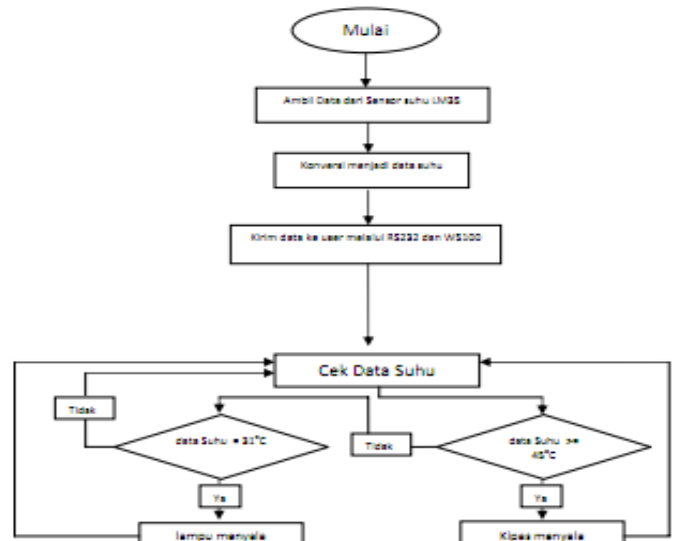 Mulai
Ambil Data dari Sensor suhu LM35
Konversi menjadi data suhu
Kirim data ke user melalui RS232 dan WS100
Cek Data Suhu
Tidak
data Suhu = 31°C
Tidak
data Suhu >=
45°C
Ya
Ya
lampu menyala
Kipas menyala